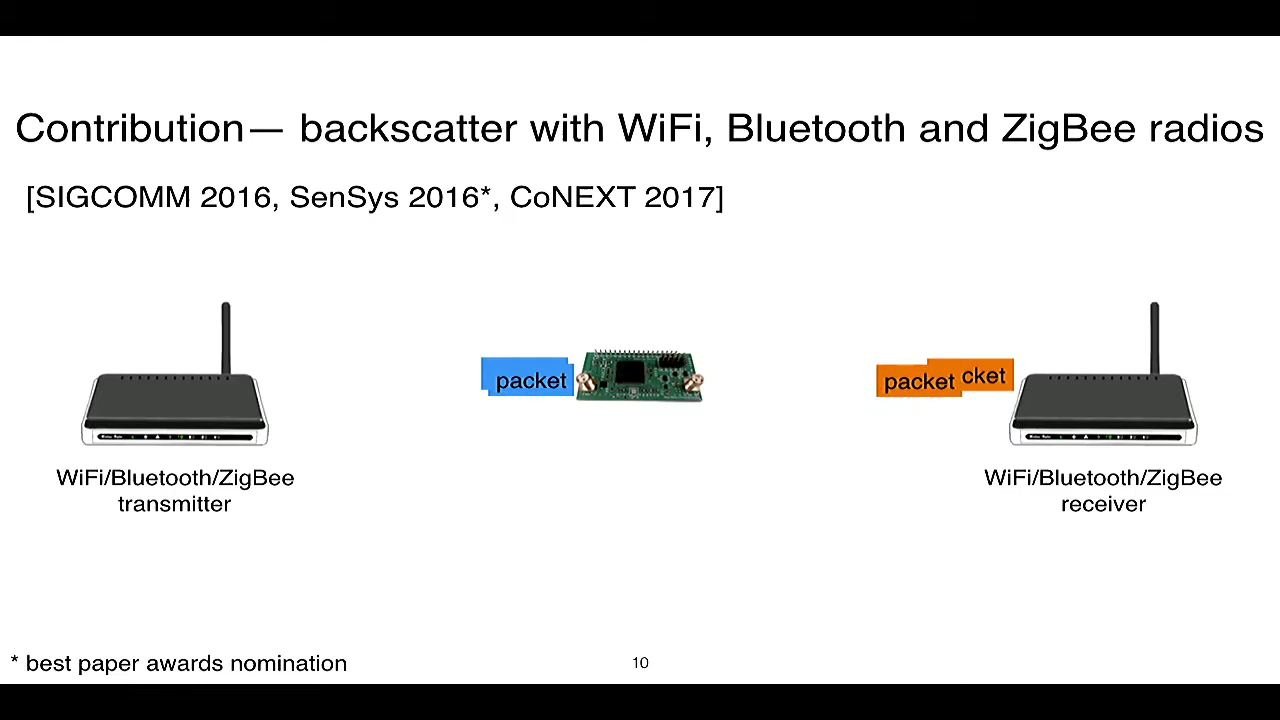 Contribution— backscatter with WiFi, Bluetooth and ZigBee radios
[SIGCOMM 2016, SenSys 2016*, CoNEXT 2017]
packet
packet cket
WiFi/Bluetooth/ZigBee
transmitter
WiFi/Bluetooth/ZigBee
receiver
* best paper awards nomination
10